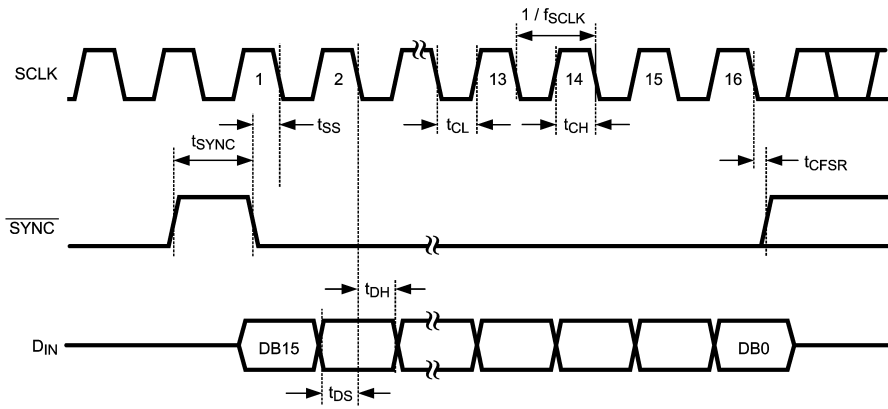 1 / fSCLK
SCLK 1 2 13 14 15 16
tSS tCL tCH
tSYNC
tCFSR
SYNC
tDH
DIN DB15 DB0
tDS